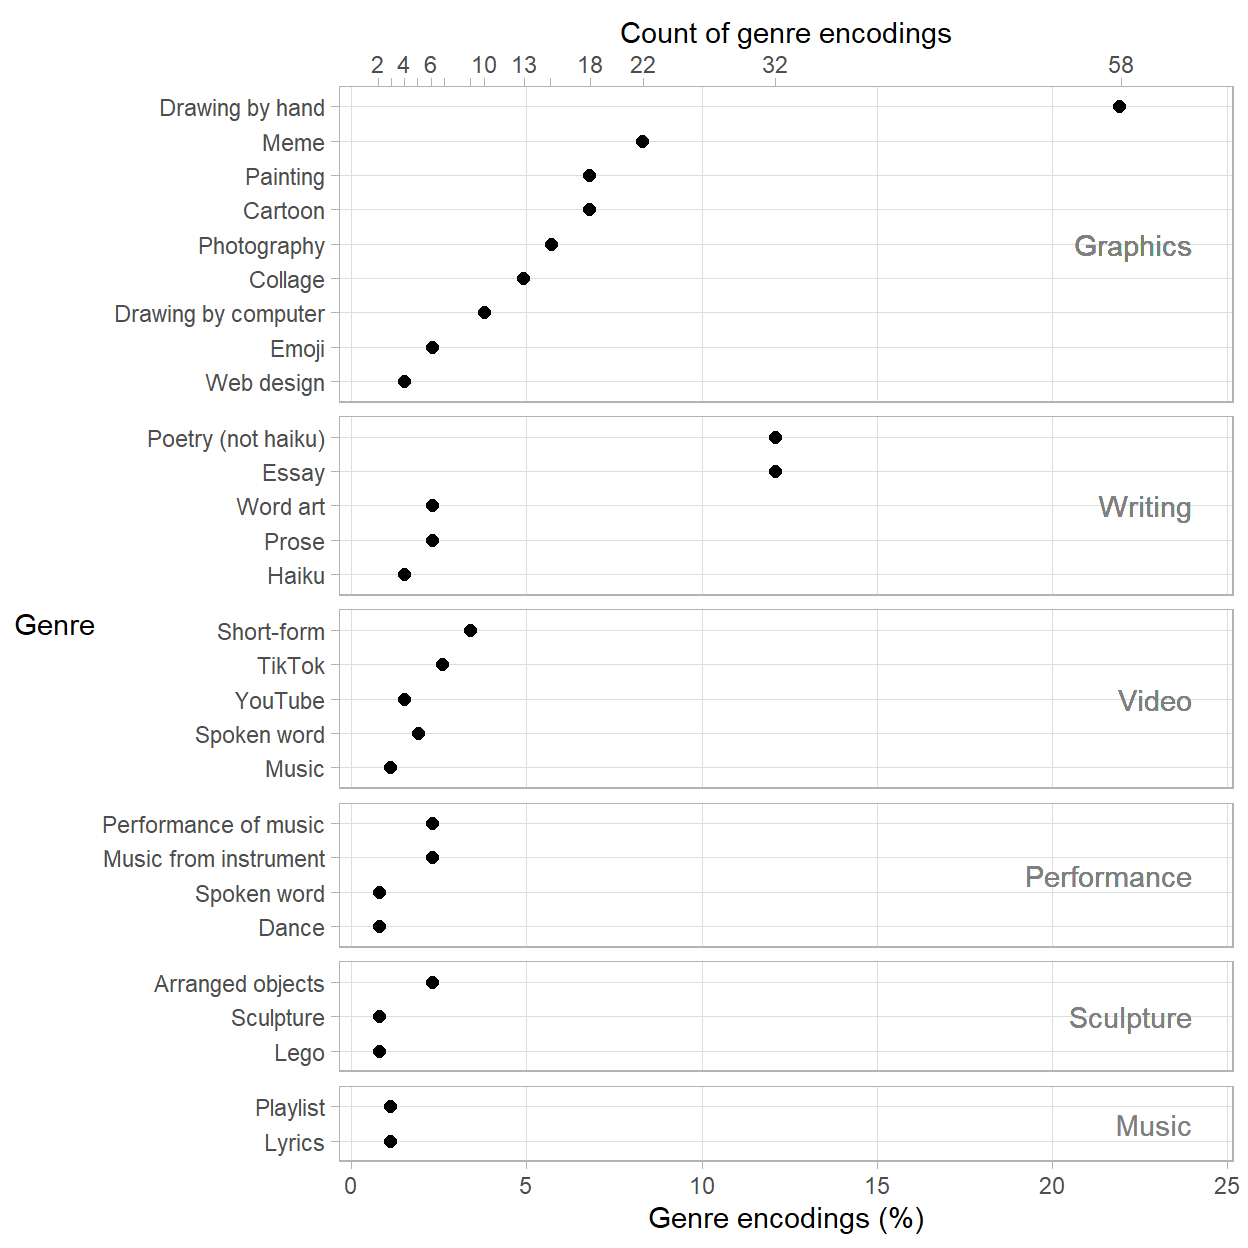 Count of genre encodings
2 4 6 10 13 18 22 32 58
Drawing by hand
Meme
Painting
Cartoon
Photography
Graphics
Collage
Drawing by computer
Emoji
Web design
Poetry (not haiku)
Essay
Word art
Writing
Prose
Haiku
Genre
Short-form
TikTok
YouTube
Video
Spoken word
Music
Performance of music
Music from instrument
Performance
Spoken word
Dance
Arranged objects
Sculpture
Sculpture
Lego
Playlist
Music
Lyrics
0 5 10 15 20 25
Genre encodings (%)